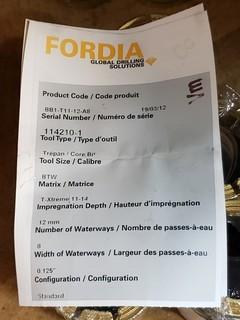 FORDIA
GLOBAL DRILLING
SOLUTIONS
Product Code / Code produit
BB1-T11-12-A8 19/03/12
Serial Number / Numéro de série
114210-1
Tool Type / Type d'outil
Trépan / Core Bit
Tool Size / Calibre
BTW
Matrix / Matrice
T-Xtreme 11-14
Impregnation Depth / Hauteur d'imprégnation
12 mm
Number of Waterways / Nombre de passes-à-eau
8
Width of Waterways / Largeur des passes-à-eau
0.125"
Configuration / Configuration
Standard